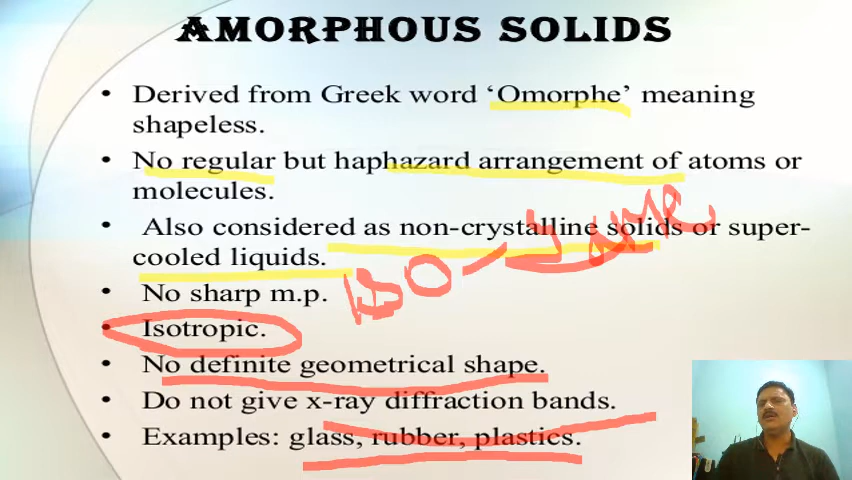 AMORPHOUS SOLIDS
• Derived from Greek word ‘Omorphe’ meaning
shapeless.
• No regular but haphazard arrangement of atoms or
molecules.
• Also considered as non-crystalline solids or super-
cooled liquids.
• No sharp m.p.
ISO - Same
• Isotropic.
• No definite geometrical shape.
• Do not give x-ray diffraction bands.
• Examples: glass, rubber, plastics.